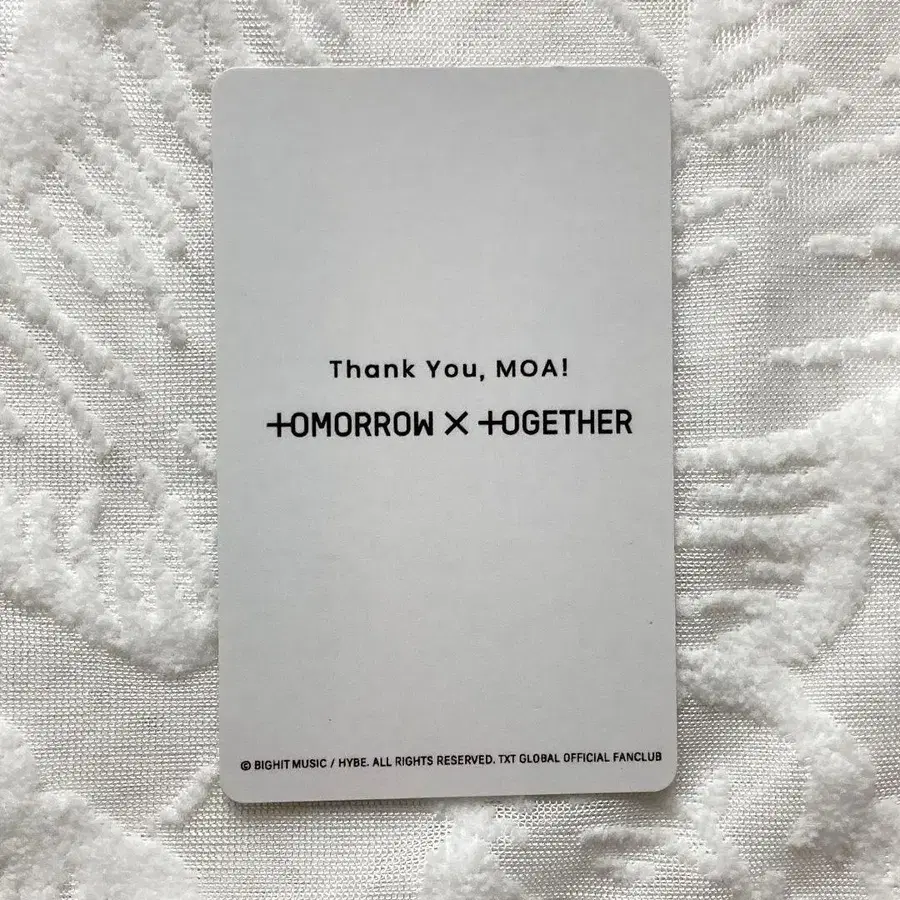 Thank You, MOA!
TOMORROW X TOGETHER
© BIGHIT MUSIC / HYBE. ALL RIGHTS RESERVED. TXT GLOBAL OFFICIAL FANCLUB